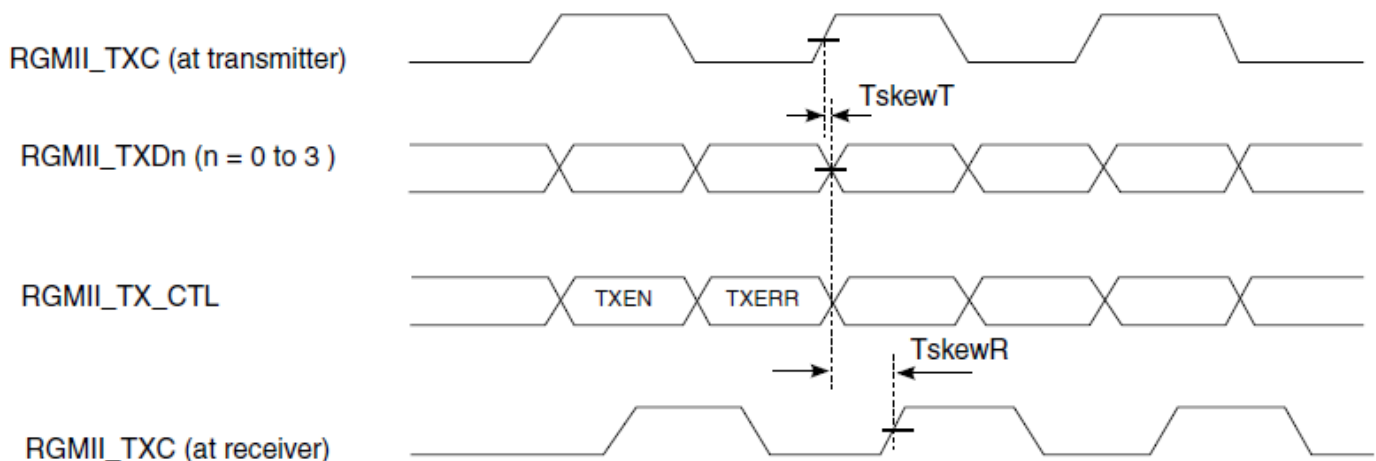 RGMII_TXC (at transmitter)
TskewT
RGMII_TXDn (n = 0 to 3 )
RGMII_TX_CTL
TXEN
TXERR
TskewR
RGMII_TXC (at receiver)